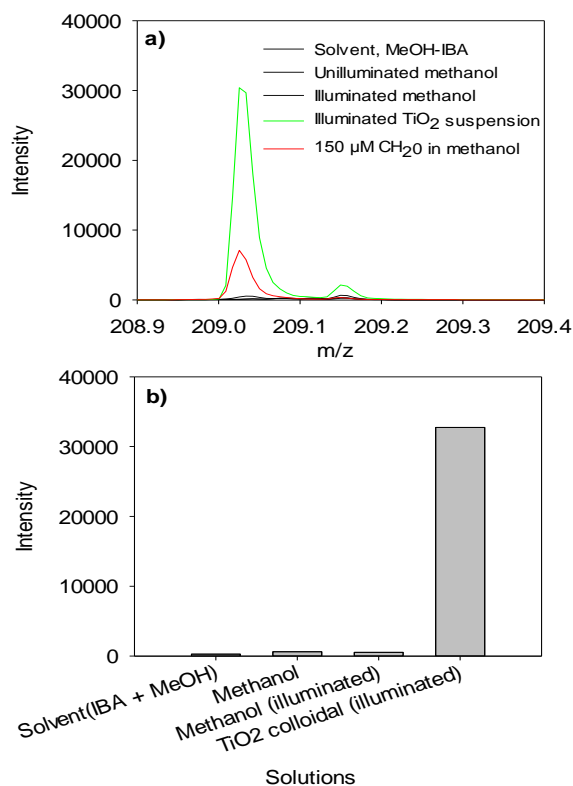 a)
Solvent, MeOH-IBA
Unilluminated methanol
Illuminated methanol
Illuminated TiO2 suspension
150 µM CH20 in methanol
40000
30000
20000
10000
0
Intensity
208.9 209.0 209.1 209.2 209.3 209.4
m/z
b)
40000
30000
20000
10000
0
Intensity
Solvent(IBA + MeOH)
Methanol
Methanol (illuminated)
TiO2 colloidal (illuminated)
Solutions